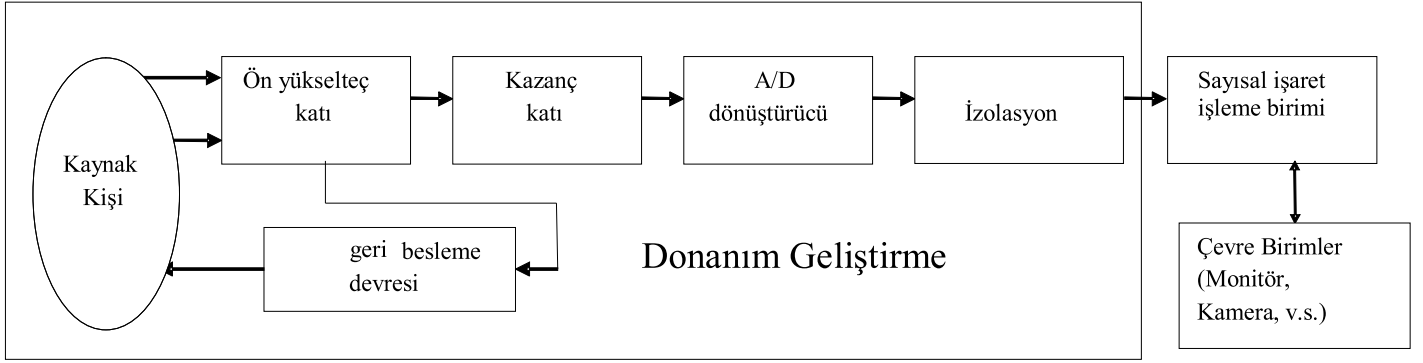 Kaynak
Kişi
Ön yükselteç
katı
Kazanç
katı
A/D
dönüştürücü
İzolasyon
Sayısal işaret
işleme birimi
geri besleme
devresi
Donanım Geliştirme
Çevre Birimler
(Monitör,
Kamera, v.s.)